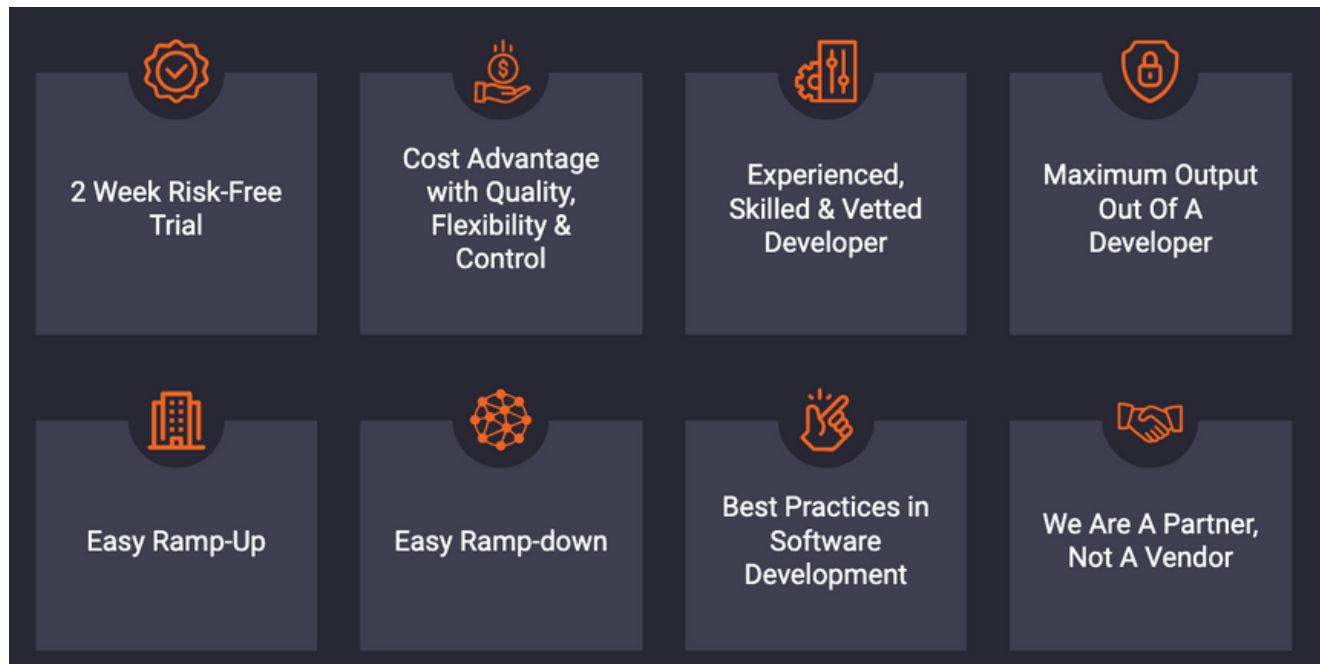 2 Week Risk-Free
Trial
Cost Advantage
with Quality,
Flexibility &
Control
Experienced,
Skilled & Vetted
Developer
Maximum Output
Out Of A
Developer
Easy Ramp-Up
Easy Ramp-down
Best Practices in
Software
Development
We Are A Partner,
Not A Vendor